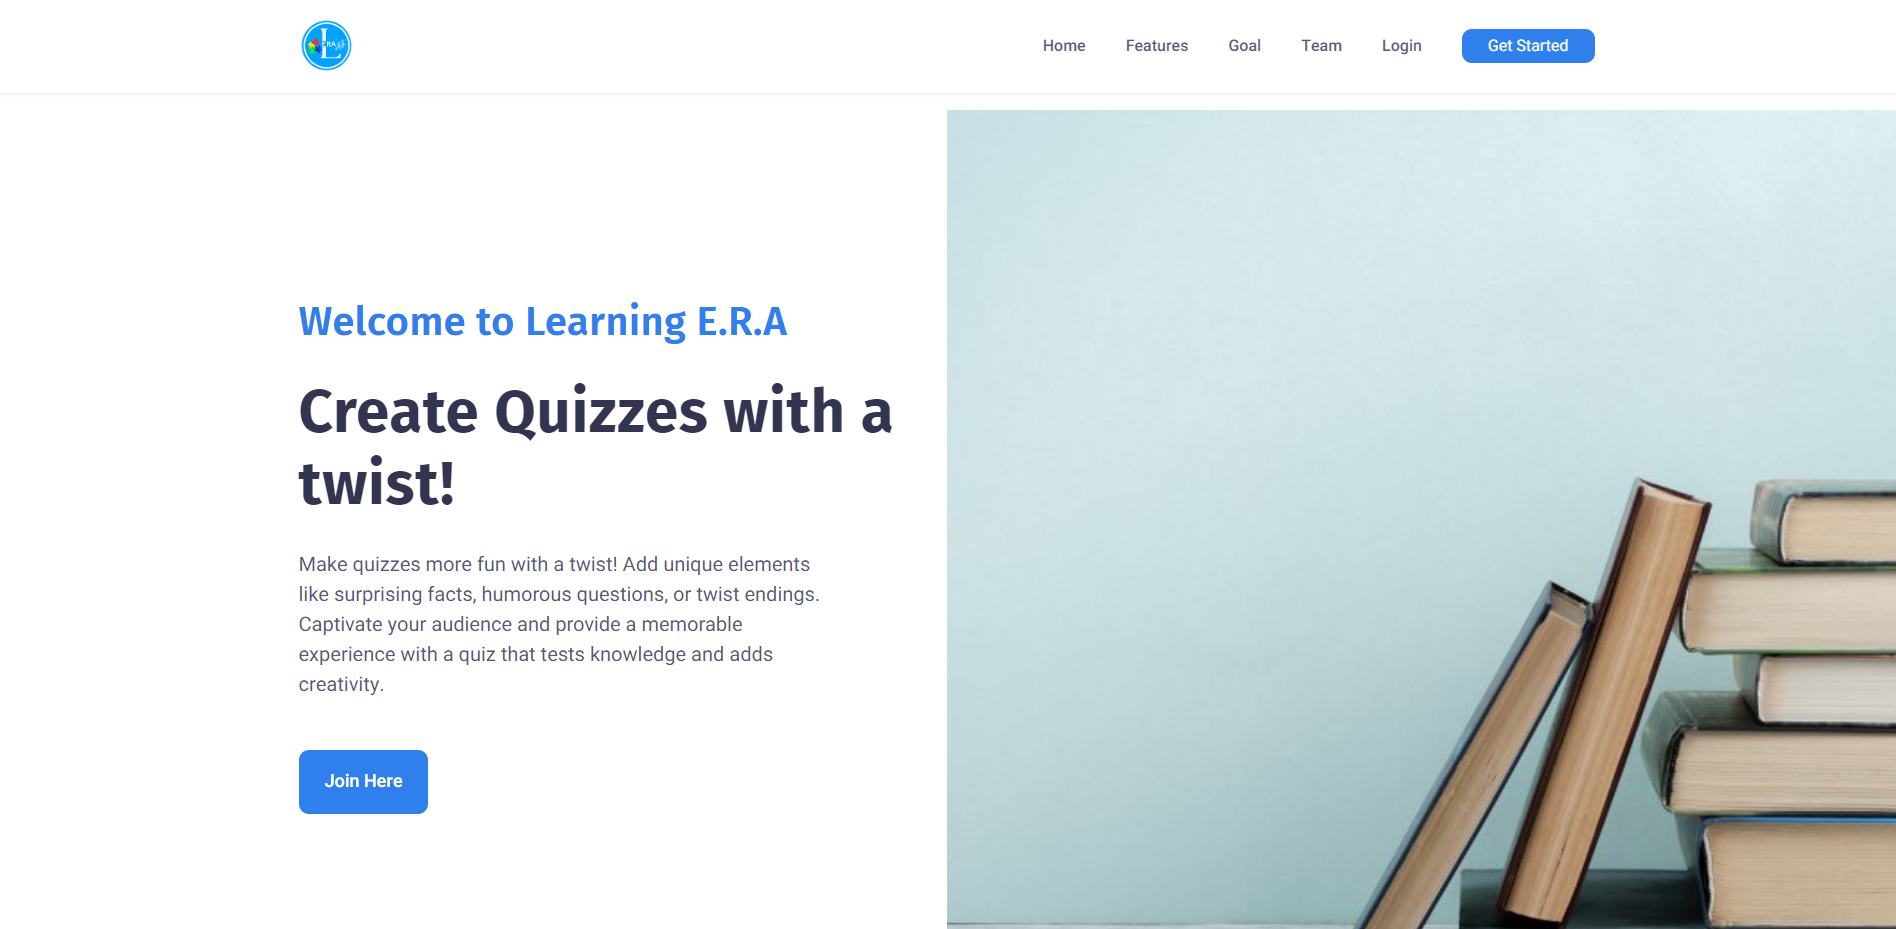 L
ERA
Home
Features
Goal
Team
Login
Get Started
Welcome to Learning E.R.A
Create Quizzes with a
twist!
Make quizzes more fun with a twist! Add unique elements
like surprising facts, humorous questions, or twist endings.
Captivate your audience and provide a memorable
experience with a quiz that tests knowledge and adds
creativity.
Join Here